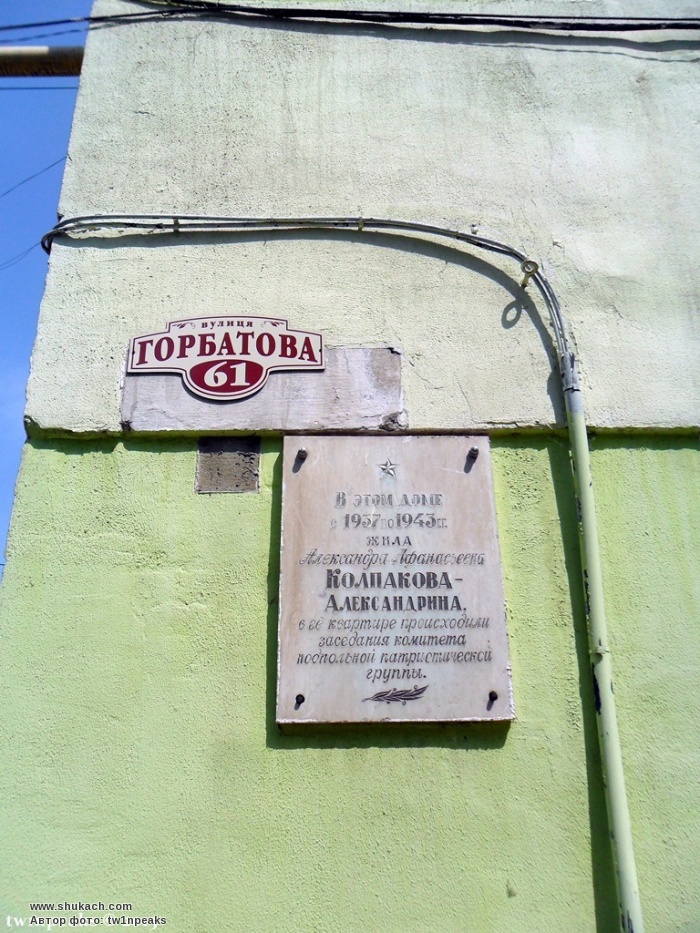 вулиця
ГОРБАТОВА
61
В ЭТОМ ДОМЕ
с 1937 по 1943 гг.
ЖИЛА
Александра Афанасьевна
КОЛПАКОВА-
АЛЕКСАНДРИНА,
в её квартире происходили
заседания комитета
подпольной патриотической
группы.
www.shukach.com
Автор фото: tw1npeaks